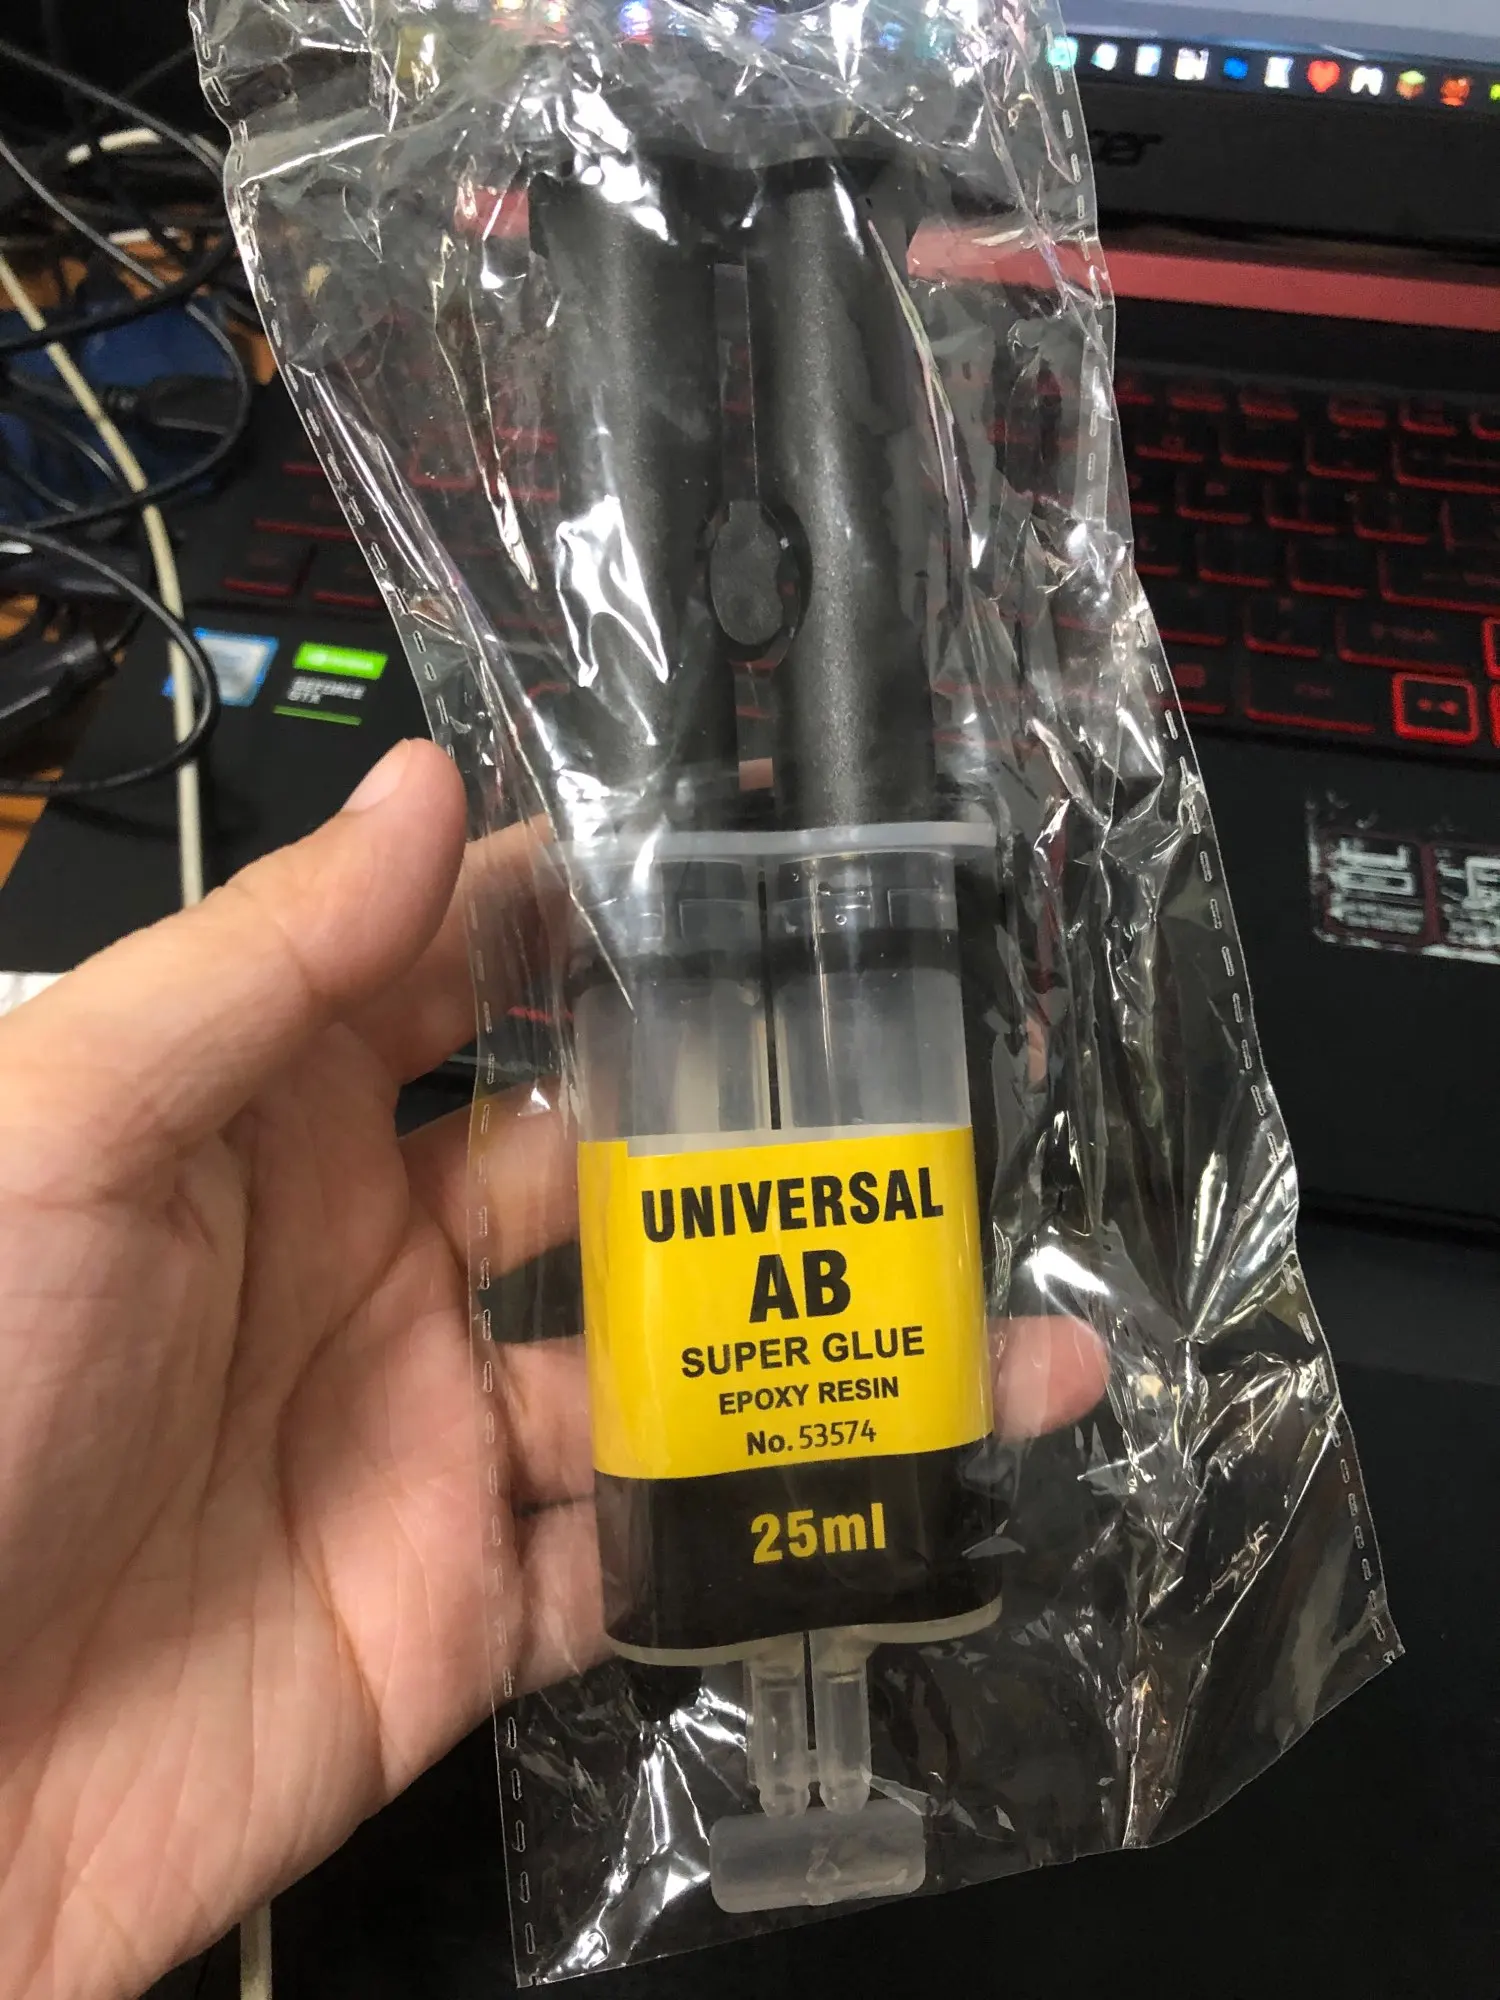 UNIVERSAL
AB
SUPER GLUE
EPOXY RESIN
No. 53574
25ml